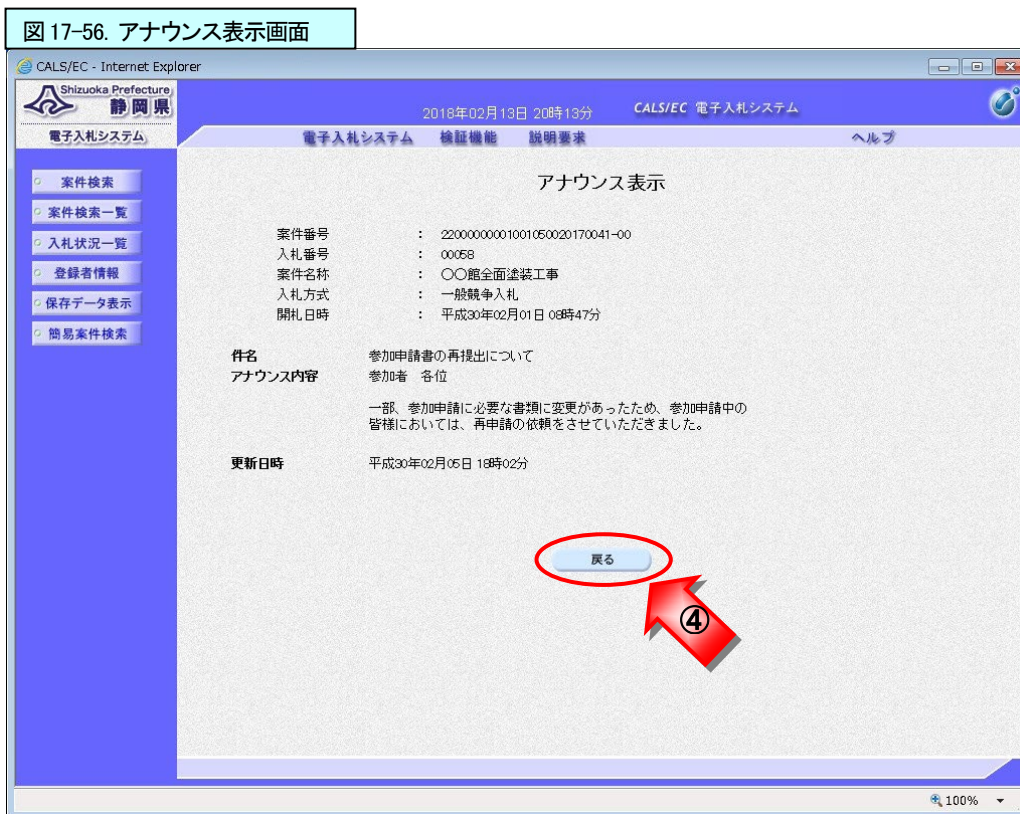 図 17-56. アナウンス表示画面
CALS/EC - Internet Explorer
Shizuoka Prefecture
静岡県
2018年02月13日 20時13分 CALS/EC 電子入札システム
電子入札システム
電子入札システム 検証機能 説明要求 ヘルプ
案件検索
案件検索一覧
入札状況一覧
登録者情報
保存データ表示
簡易案件検索
アナウンス表示
案件番号 : 2200000001001050020170041-00
入札番号 : 00058
案件名称 : 〇〇館全面塗装工事
入札方式 : 一般競争入札
開札日時 : 平成30年02月01日 08時47分
件名 参加申請書の再提出について
アナウンス内容 参加者 各位
一部、参加申請に必要な書類に変更があったため、参加申請中の
皆様においては、再申請の依頼をさせていただきました。
更新日時 平成30年02月05日 18時02分
戻る
④
100%